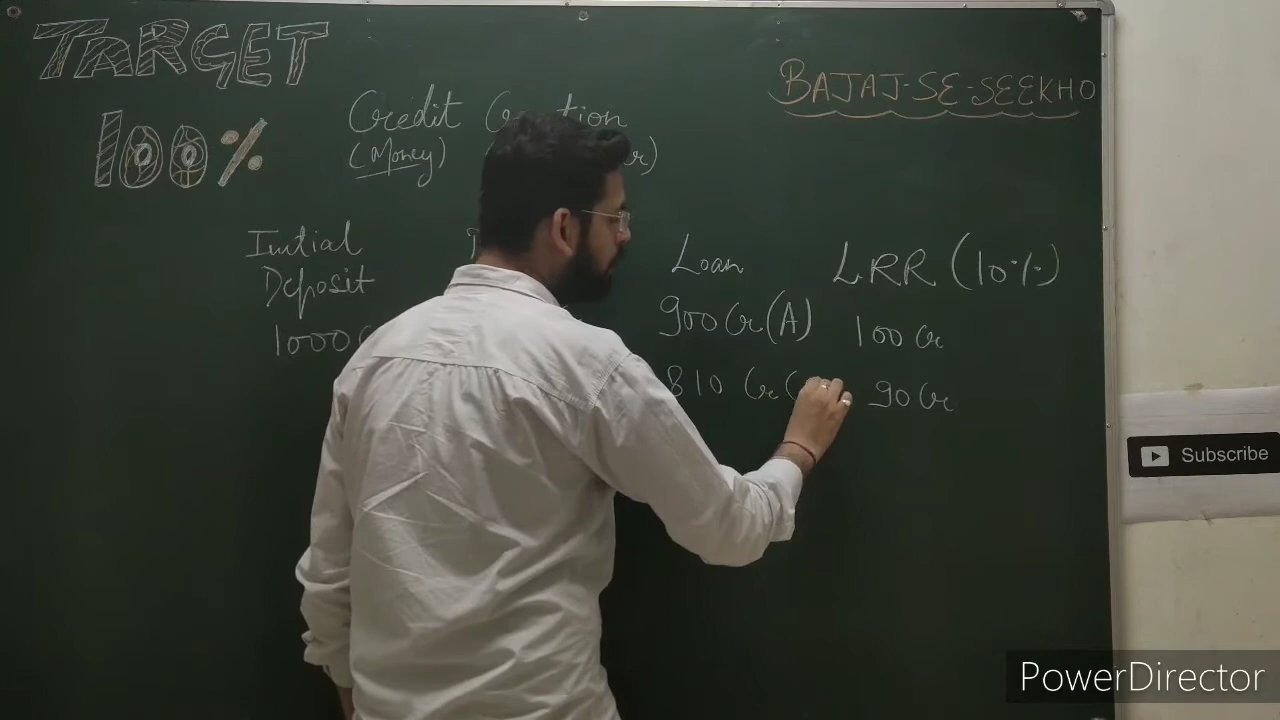 TARGET
100%
BAJAJ-SE-SEEKHO
Credit
(Money)
Initial
Deposit
1000
Loan
LRR (10%)
900 Cr (A)
100 Cr
810 Cr (
90 Cr
Subscribe
PowerDirector